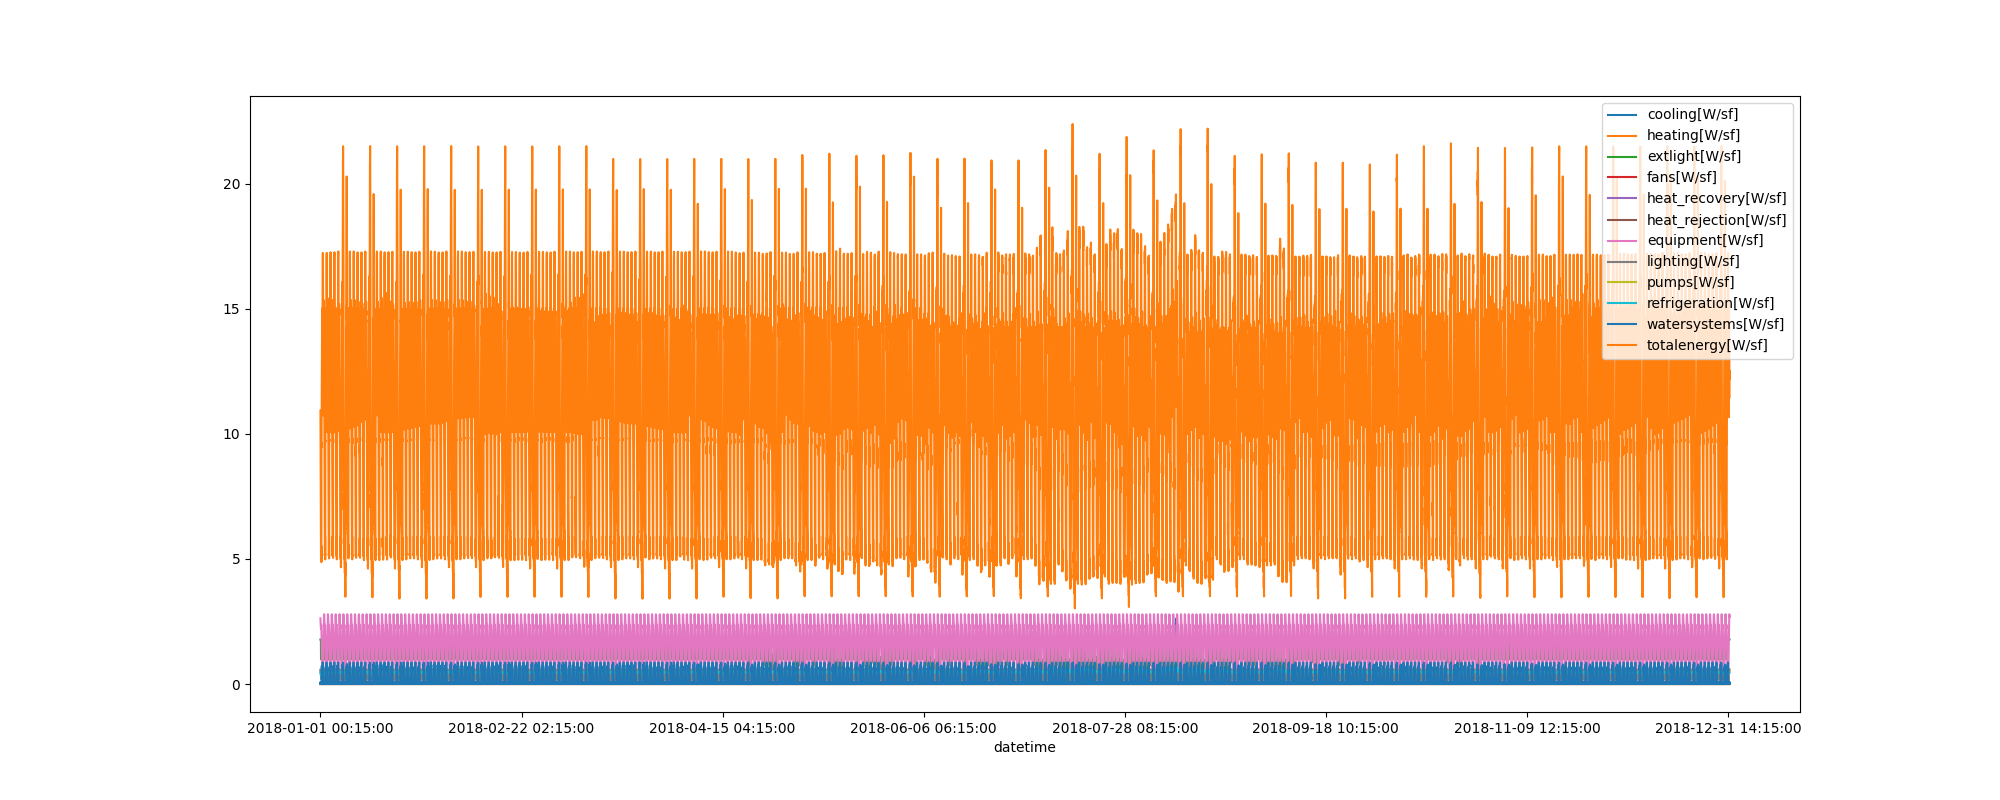 cooling[W/sf]
heating[W/sf]
extlight[W/sf]
fans[W/sf]
heat_recovery[W/sf]
heat_rejection[W/sf]
equipment[W/sf]
lighting[W/sf]
pumps[W/sf]
refrigeration[W/sf]
watersystems[W/sf]
totalenergy[W/sf]
20
15
10
5
0
2018-01-01 00:15:00 2018-02-22 02:15:00 2018-04-15 04:15:00 2018-06-06 06:15:00 2018-07-28 08:15:00 2018-09-18 10:15:00 2018-11-09 12:15:00 2018-12-31 14:15:00
datetime